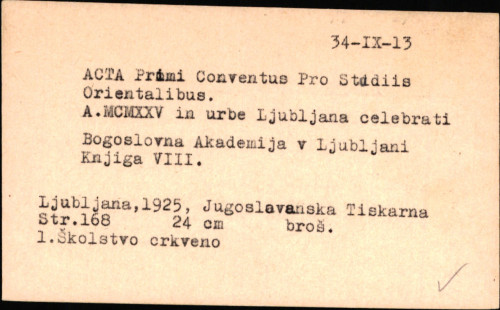 34-IX-13
ACTA Primi Conventus Pro Studiis
Orientalibus.
A.MCMXXV in urbe Ljubljana celebrati
Bogoslovna Akademija v Ljubljani
Knjiga VIII.
Ljubljana,1925, Jugoslavanska Tiskarna
Str.168 24 cm broš.
1.Školstvo crkveno